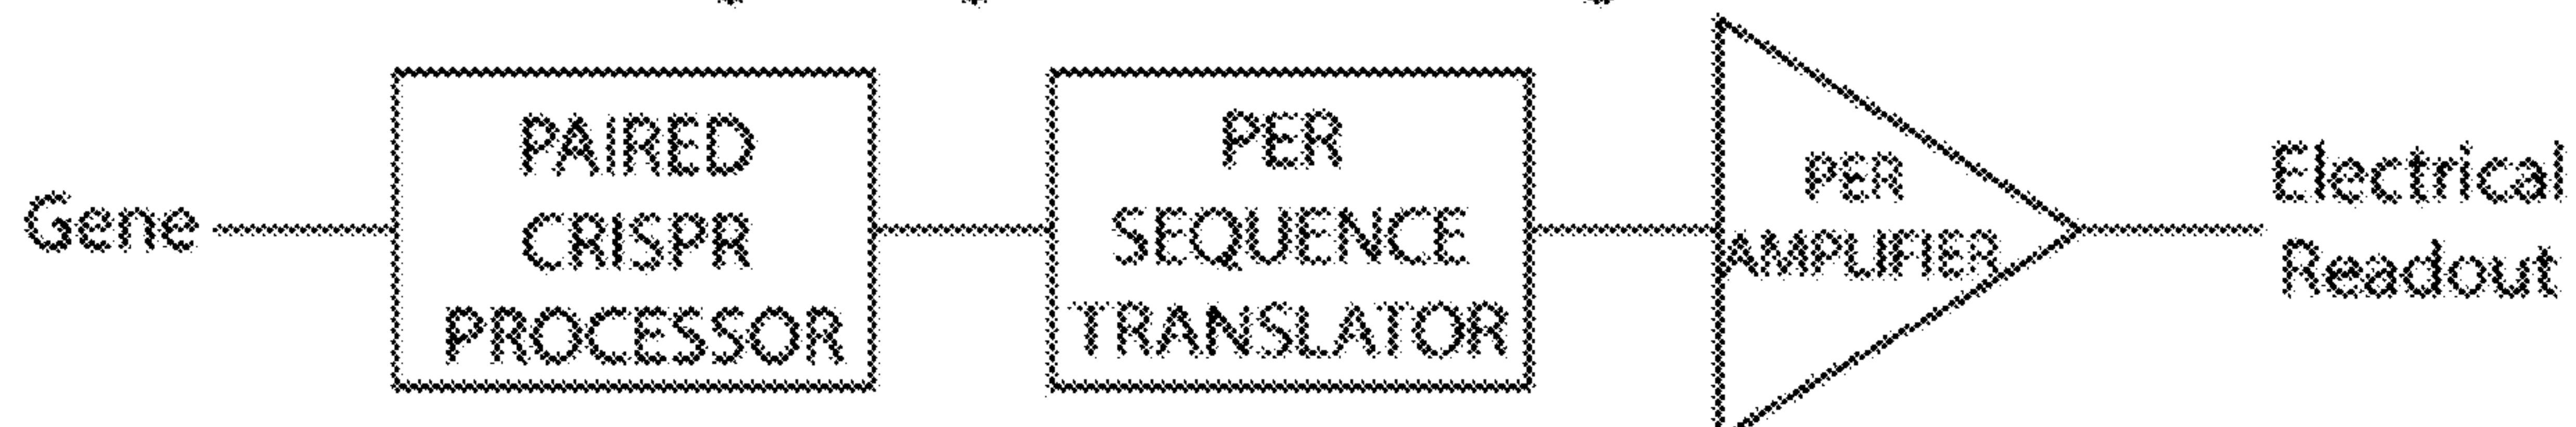 Gene
PAIRED
CRISPR
PROCESSOR
PER
SEQUENCE
TRANSLATOR
PER
AMPLIFIER
Electrical
Readout